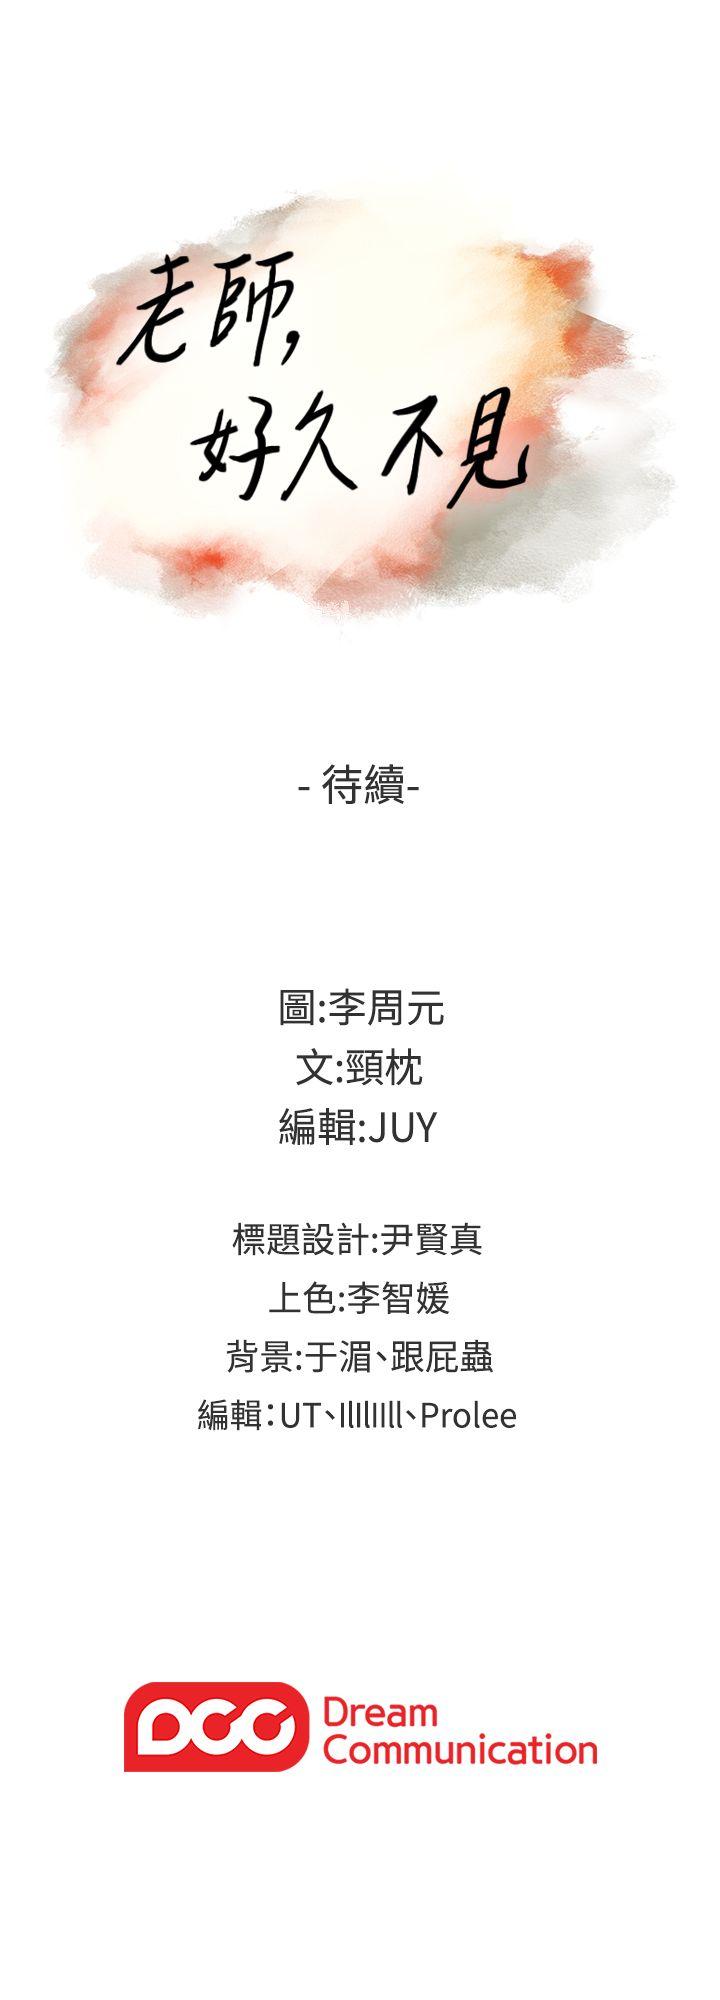 老師,
好久不見
- 待續-
圖:李周元
文:頸枕
編輯:JUY
標題設計:尹賢真
上色:李智媛
背景:于湄、跟屁蟲
編輯：UT、IlIlIIll、Prolee
DCC Dream
Communication